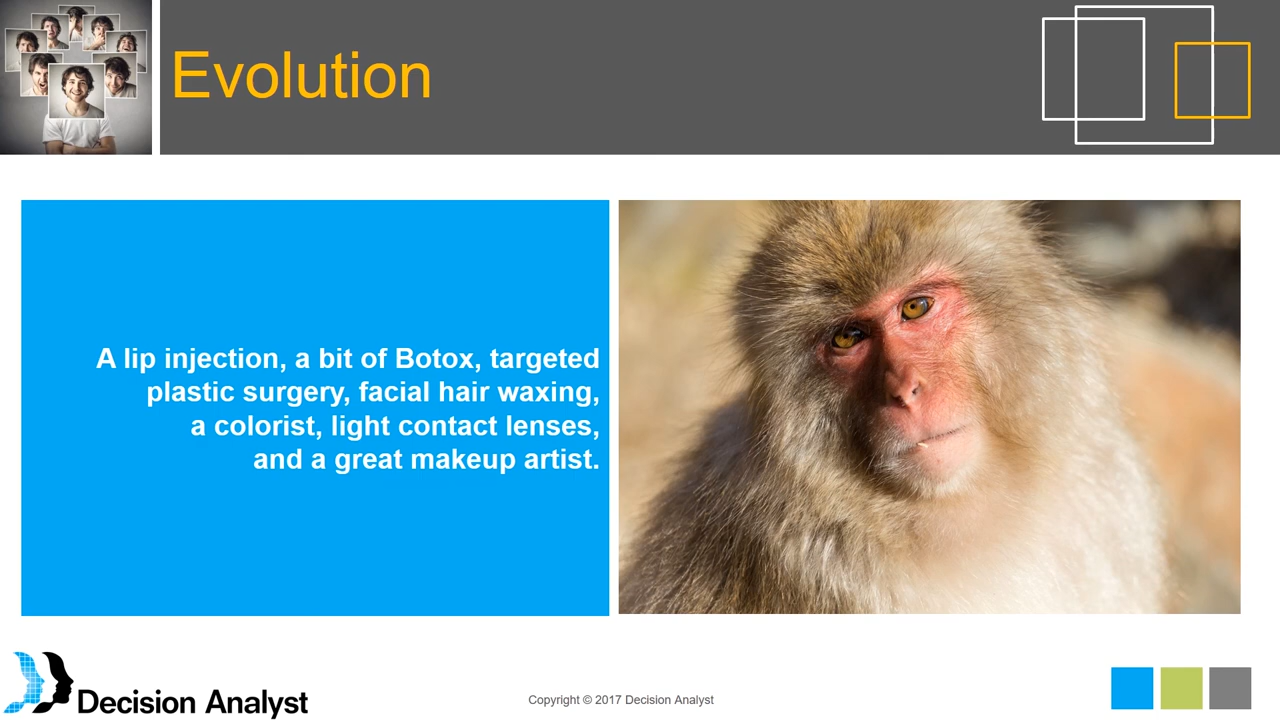 Evolution
A lip injection, a bit of Botox, targeted
plastic surgery, facial hair waxing,
a colorist, light contact lenses,
and a great makeup artist.
Decision Analyst
Copyright © 2017 Decision Analyst